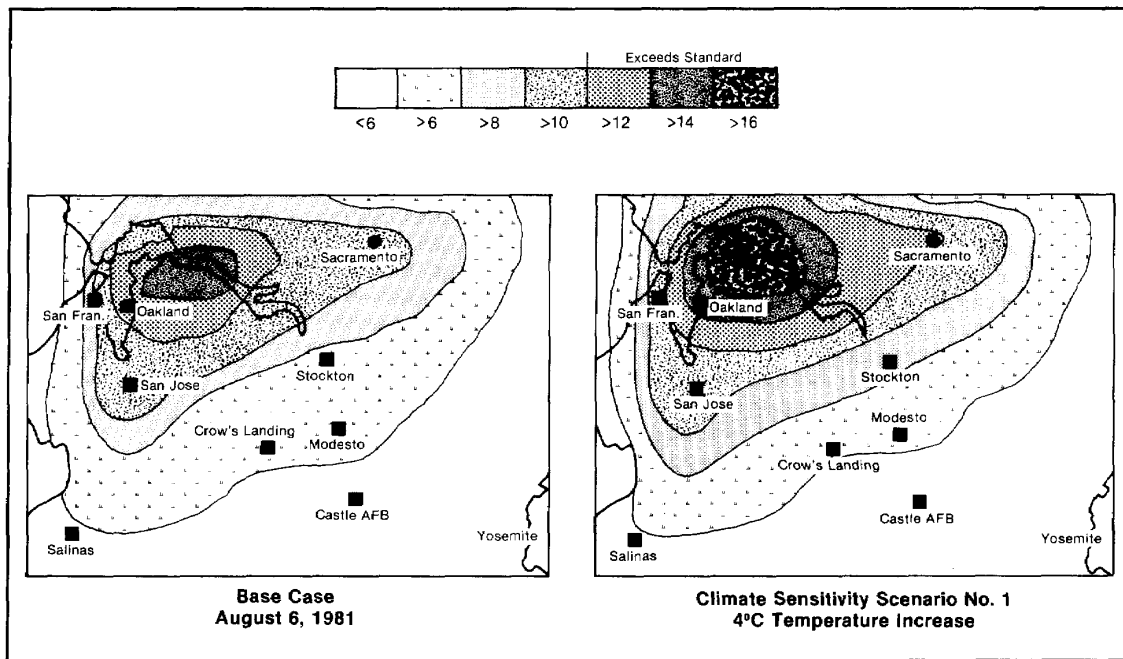 Exceeds Standard
<6 >6 >8 >10 >12 >14 >16
Sacramento
San Fran.
Oakland
Stockton
San Jose
Crow's Landing
Modesto
Castle AFB
Salinas
Yosemite
Base Case
August 6, 1981
Sacramento
San Fran.
Oakland
Stockton
San Jose
Modesto
Crow's Landing
Castle AFB
Salinas
Yosemite
Climate Sensitivity Scenario No. 1
4ºC Temperature Increase